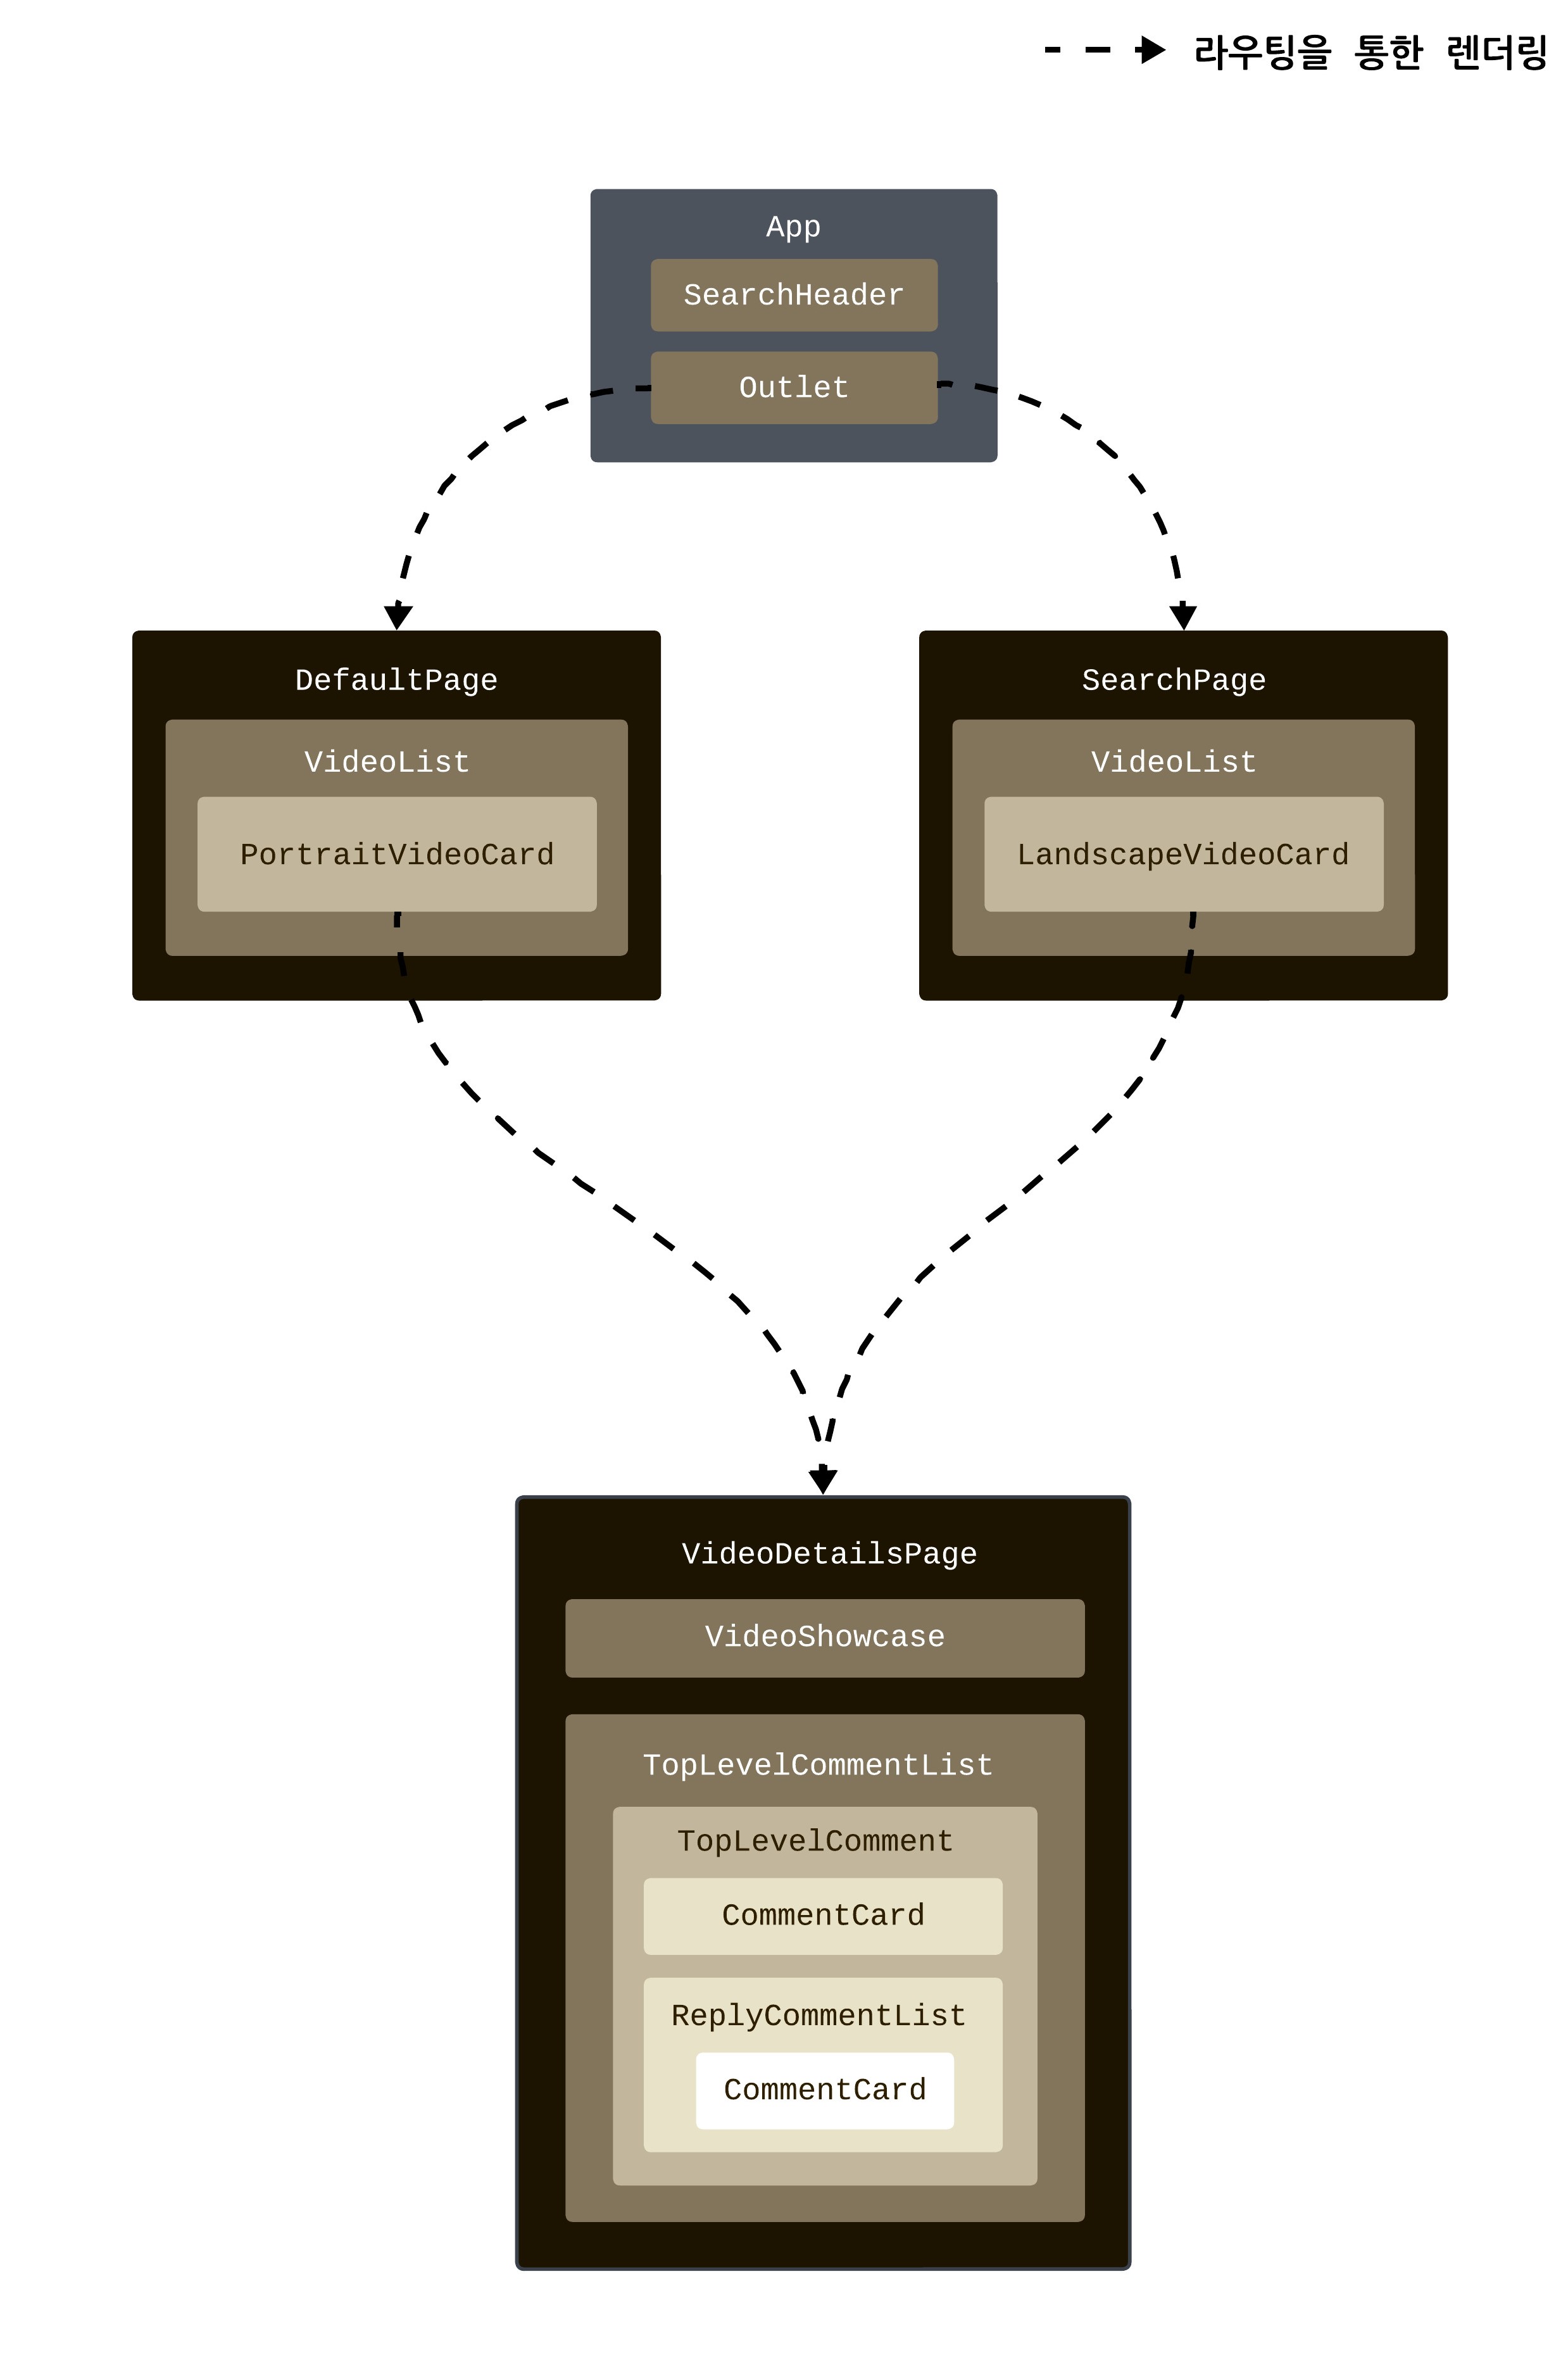 라우팅을 통한 렌더링
App
SearchHeader
Outlet
DefaultPage
VideoList
PortraitVideoCard
SearchPage
VideoList
LandscapeVideoCard
VideoDetailsPage
VideoShowcase
TopLevelCommentList
TopLevelComment
CommentCard
ReplyCommentList
CommentCard